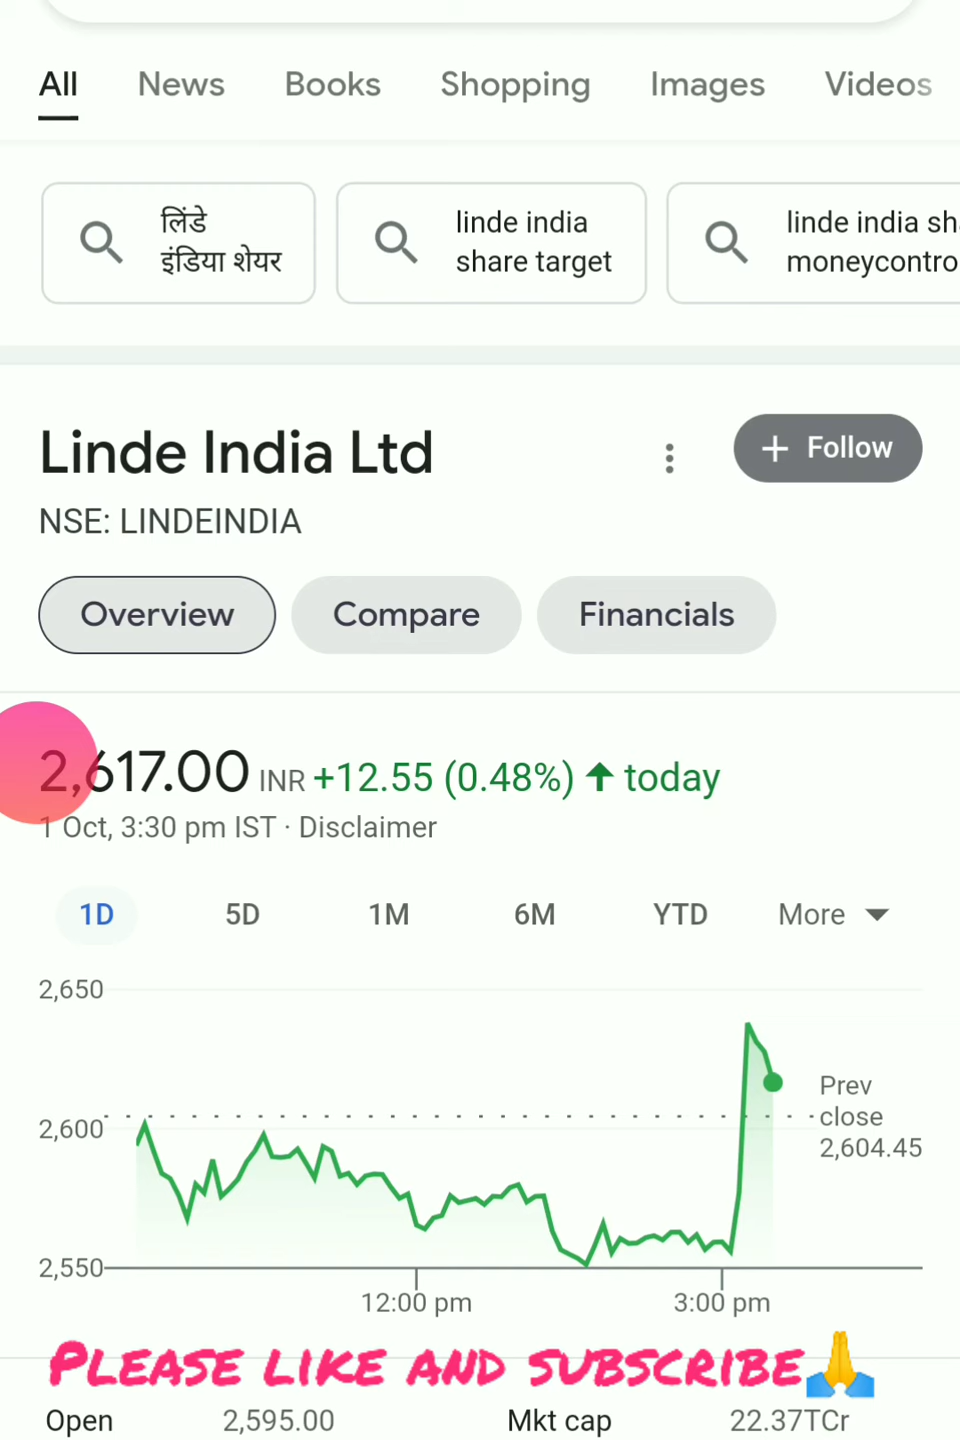 All News Books Shopping Images Videos
लिंडे
इंडिया शेयर
linde india
share target
linde india sh
moneycontro
Linde India Ltd
+ Follow
NSE: LINDEINDIA
Overview Compare Financials
2,617.00 INR +12.55 (0.48%) ↑ today
1 Oct, 3:30 pm IST · Disclaimer
1D 5D 1M 6M YTD More
2,650
2,600
2,550
Prev
close
2,604.45
12:00 pm 3:00 pm
PLEASE LIKE AND SUBSCRIBE🙏
Open 2,595.00 Mkt cap 22.37TCr